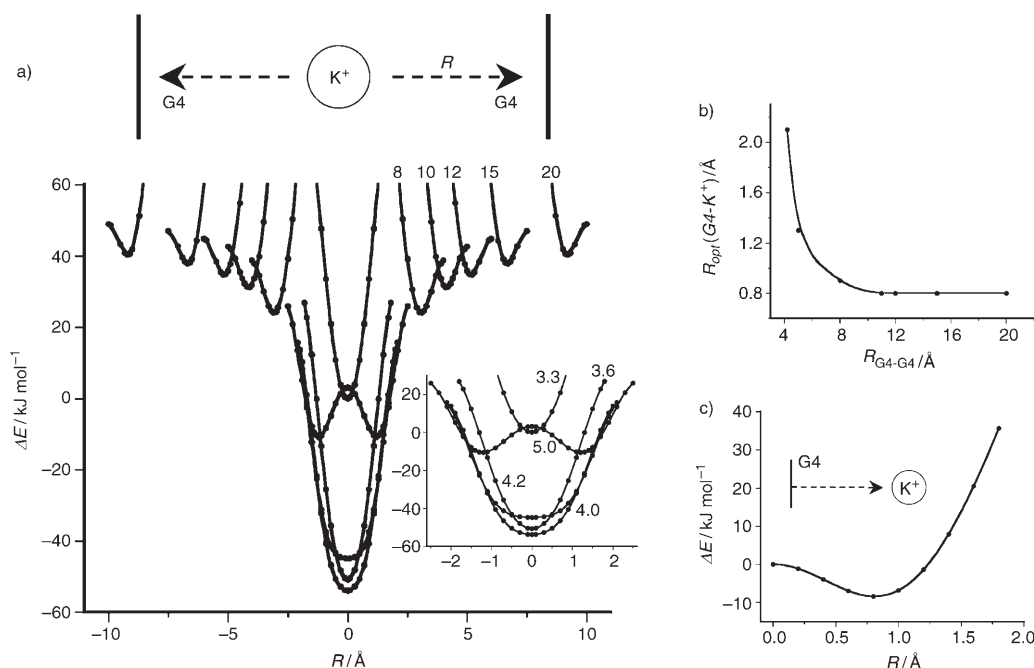 a)
K+
R
G4
G4
8 10 12 15 20
60
40
20
0
−20
−40
−60
ΔE / kJ mol−1
−10 −5 0 5 10
R / Å
3.3 3.6
5.0
4.2
4.0
20
0
−20
−40
−60
−2 −1 0 1 2
b)
2.0
1.6
1.2
0.8
Ropt(G4-K+) / Å
4 8 12 16 20
RG4-G4 / Å
c)
40
30
20
10
0
−10
ΔE / kJ mol−1
G4
K+
0.0 0.5 1.0 1.5 2.0
R / Å